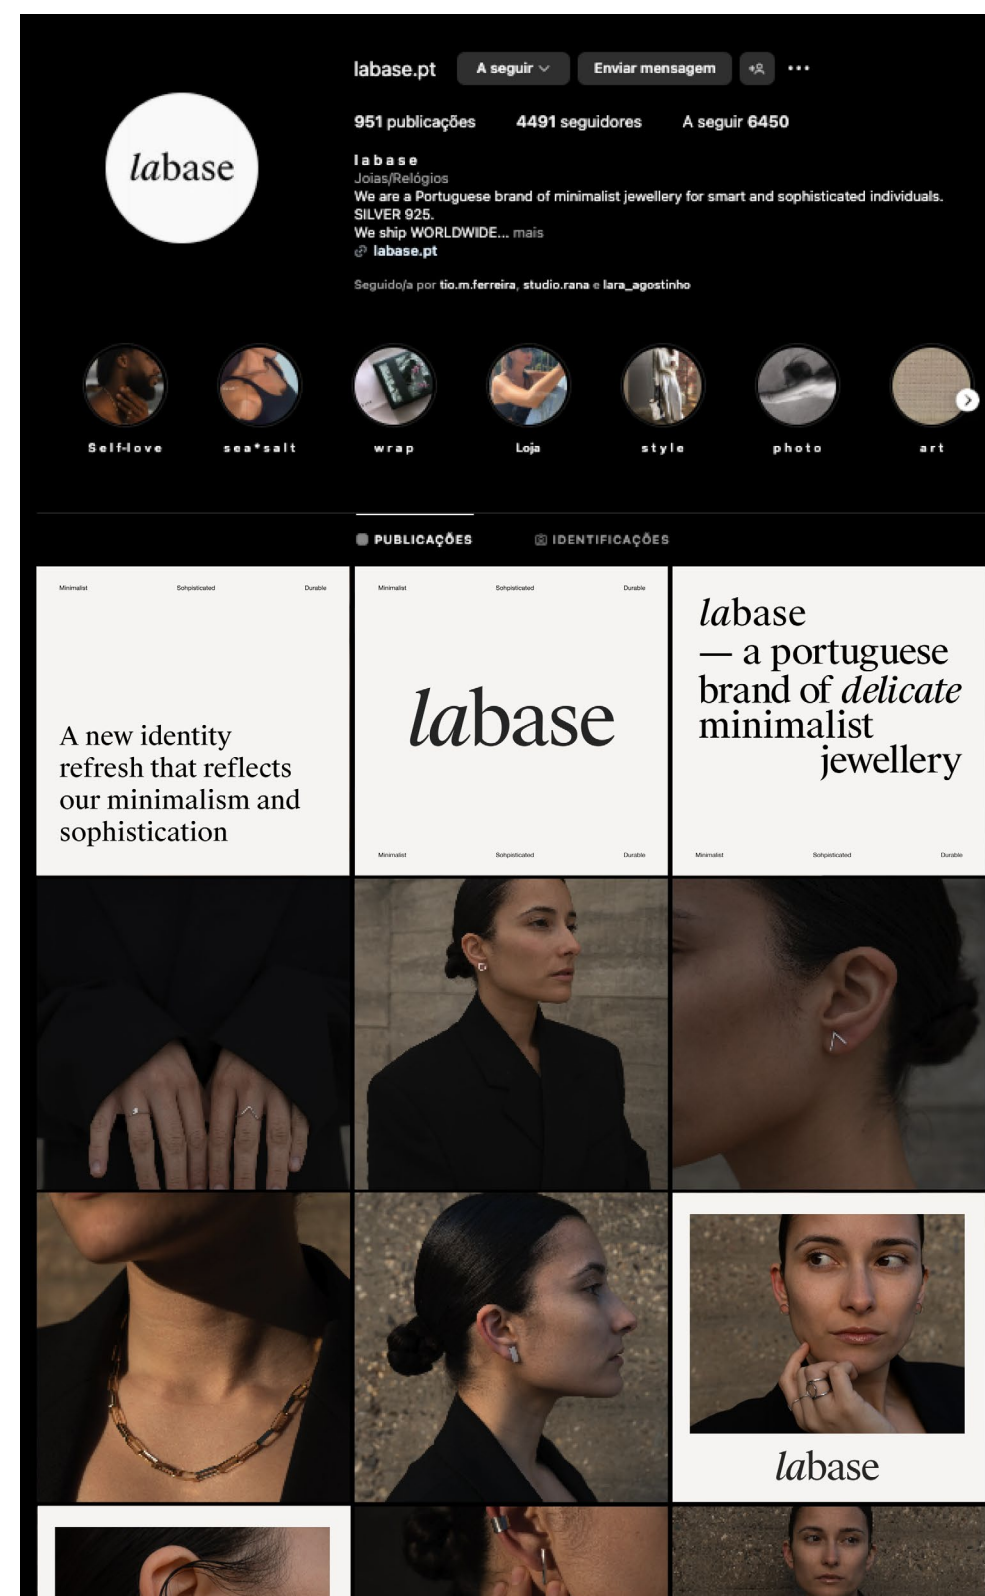 labase.pt A seguir Enviar mensagem
951 publicações 4491 seguidores A seguir 6450
labase
labase
Joias/Relógios
We are a Portuguese brand of minimalist jewellery for smart and sophisticated individuals.
SILVER 925.
We ship WORLDWIDE... mais
labase.pt
Seguido/a por tio.m.ferreira, studio.rana e lara_agostinho
Self-love sea*salt wrap Loja style photo art
PUBLICAÇÕES IDENTIFICAÇÕES
Minimalist Sohpisticated Durable
A new identity
refresh that reflects
our minimalism and
sophistication
Minimalist Sohpisticated Durable
labase
Minimalist Sohpisticated Durable
labase
— a portuguese
brand of delicate
minimalist
jewellery
Minimalist Sohpisticated Durable
labase